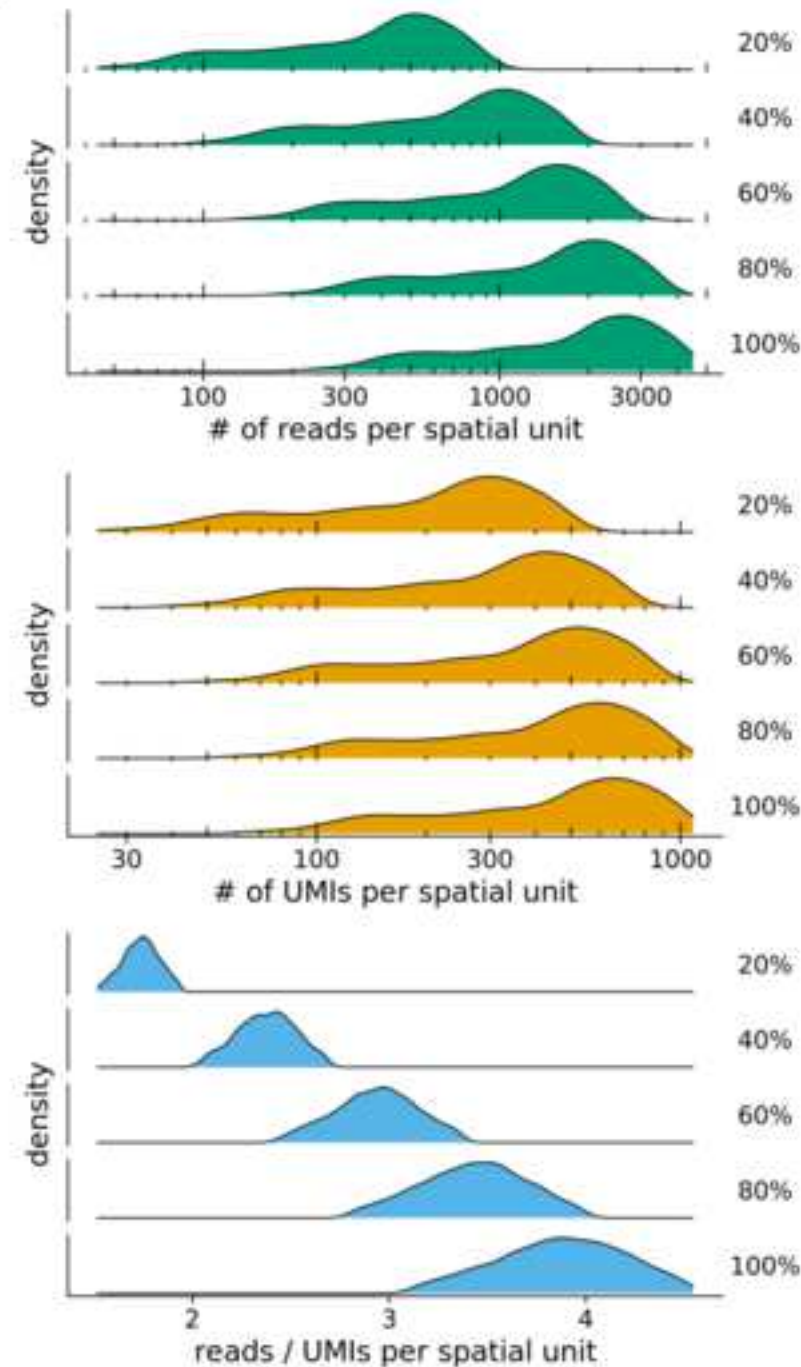 20%
40%
60%
80%
100%
density
100 300 1000 3000
# of reads per spatial unit
20%
40%
60%
80%
100%
density
30 100 300 1000
# of UMIs per spatial unit
20%
40%
60%
80%
100%
density
2 3 4
reads / UMIs per spatial unit